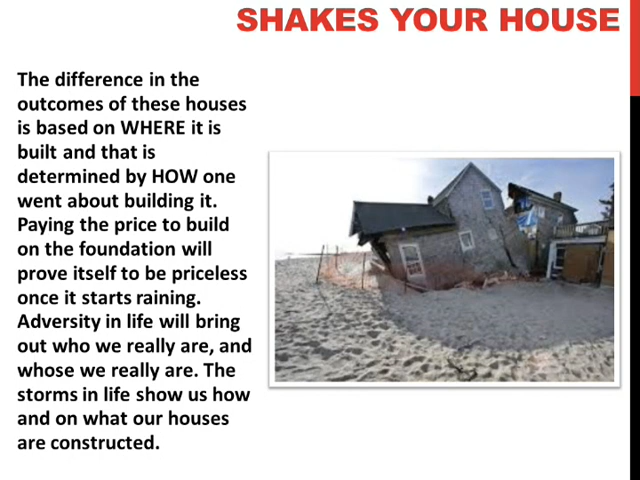 SHAKES YOUR HOUSE
The difference in the
outcomes of these houses
is based on WHERE it is
built and that is
determined by HOW one
went about building it.
Paying the price to build
on the foundation will
prove itself to be priceless
once it starts raining.
Adversity in life will bring
out who we really are, and
whose we really are. The
storms in life show us how
and on what our houses
are constructed.